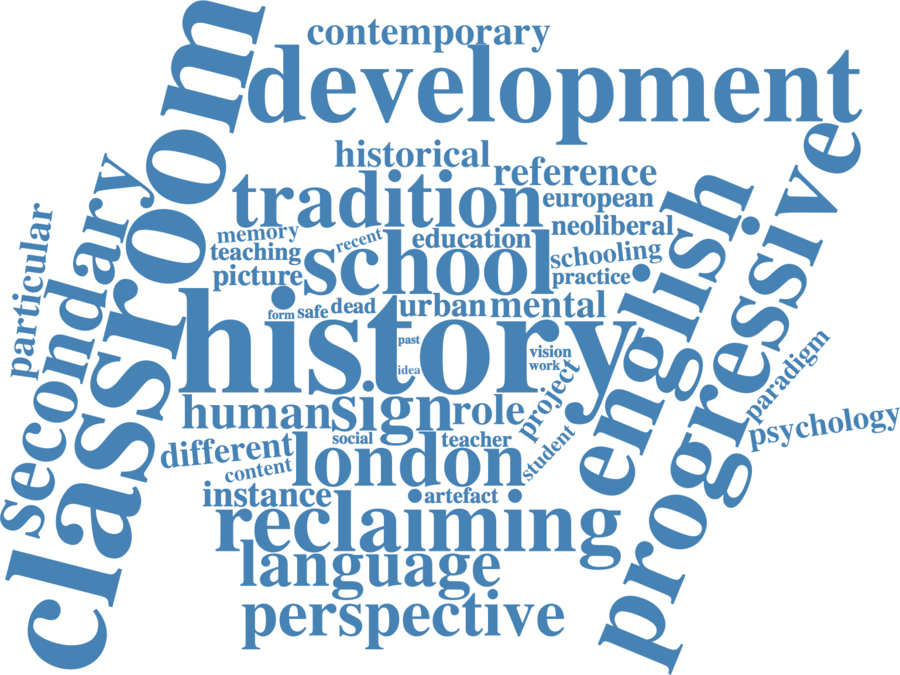 contemporary
development
classroom
historical
reference
tradition
european
progressive
english
secondary
particular
memory
recent
education
neoliberal
teaching
school
schooling
picture
practice
form
safe
dead
urban
mental
history
past
idea
vision
work
project
paradigm
psychology
human
sign
role
different
social
teacher
student
content
london
instance
artefact
reclaiming
language
perspective